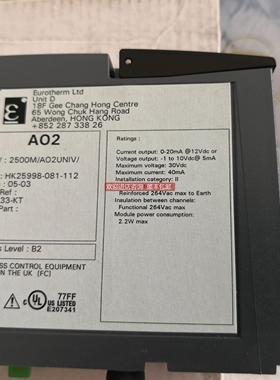 Eurotherm Ltd
Unit D
18F Gee Chang Hong Centre
65 Wong Chuk Hang Road
Aberdeen, HONG KONG
+852 287 338 26
AO2
: 2500M/AO2UNIV/
: HK25998-081-112
: 05-03
33-KT
Part :
s Level : B2
SS CONTROL EQUIPMENT
N THE UK (FC)
Ratings :
Current output : 0-20mA @12Vdc or
Voltage output : -1 to 10Vdc@ 5mA
Maximum voltage : 30Vdc
Maximum current : 40mA
Installation category : II
Reinforced 264Vac max to Earth
Insulation between channels :
Functional 264Vac max
Module power consumption :
2.2W max
C UL US LISTED
77FF
E207341